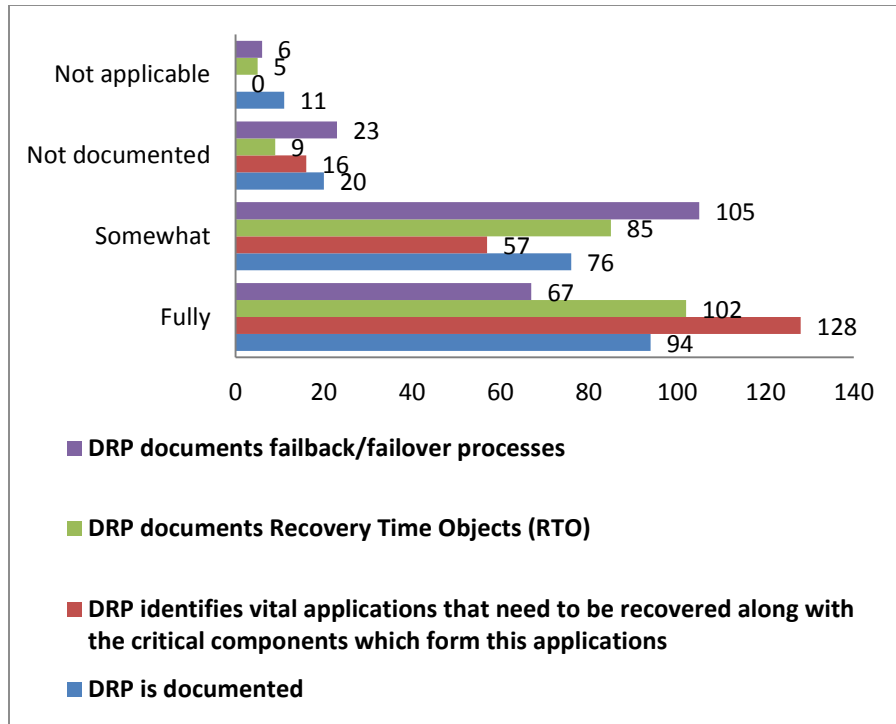 Not applicable
6
5
0
11
Not documented
23
9
16
20
Somewhat
105
85
57
76
Fully
67
102
128
94
0 20 40 60 80 100 120 140
DRP documents failback/failover processes
DRP documents Recovery Time Objects (RTO)
DRP identifies vital applications that need to be recovered along with
the critical components which form this applications
DRP is documented